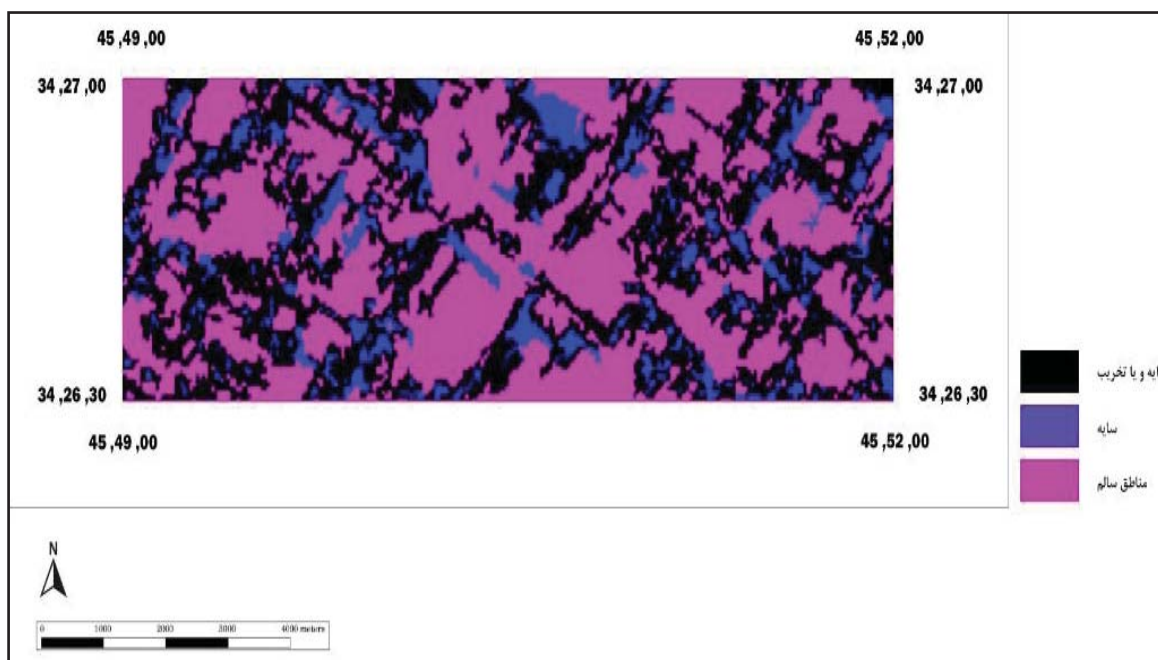 45 ,49 ,00
45 ,52 ,00
34 ,27 ,00
34 ,27 ,00
34 ,26 ,30
34 ,26 ,30
45 ,49 ,00
45 ,52 ,00
ایه و یا تخریب
سایه
مناطق سالم
N
0 1000 2000 3000 4000 meters